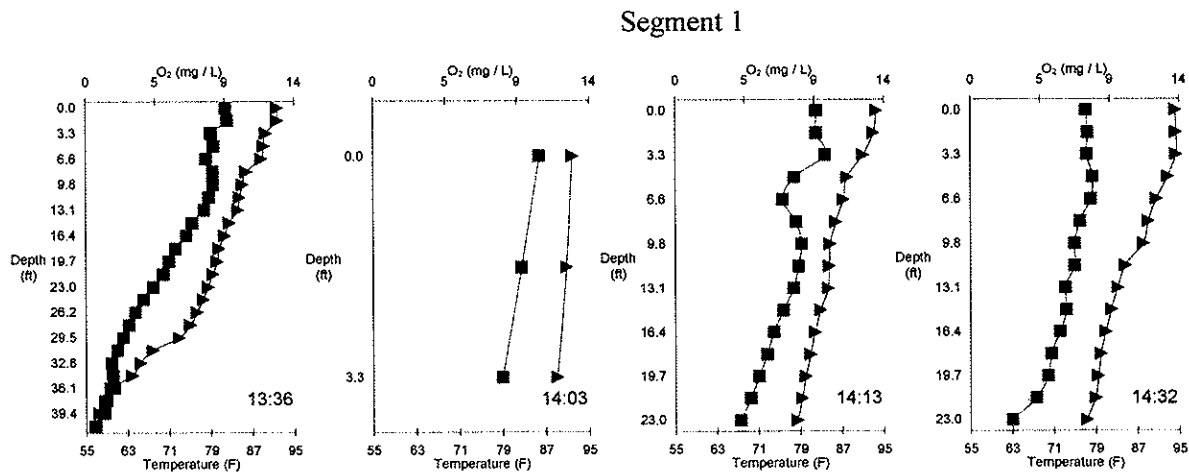 Segment 1
O₂ (mg / L)
0 5 9 14
0.0
3.3
6.6
9.8
13.1
16.4
Depth
(ft)
19.7
23.0
26.2
29.5
32.8
36.1
39.4
13:36
55 63 71 79 87 95
Temperature (F)
O₂ (mg / L)
0 5 9 14
0.0
Depth
(ft)
3.3
14:03
55 63 71 79 87 95
Temperature (F)
O₂ (mg / L)
0 5 9 14
0.0
3.3
6.6
9.8
Depth
(ft)
13.1
16.4
19.7
14:13
23.0
55 63 71 79 87 95
Temperature (F)
O₂ (mg / L)
0 5 9 14
0.0
3.3
6.6
9.8
Depth
(ft)
13.1
16.4
19.7
14:32
23.0
55 63 71 79 87 95
Temperature (F)